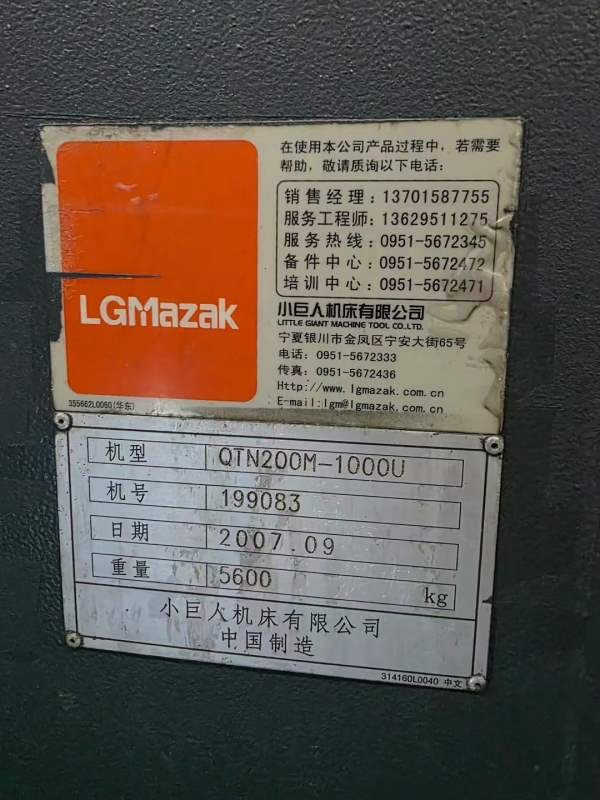 在使用本公司产品过程中，若需要
帮助，敬请质询以下电话：
销售经理：13701587755
服务工程师：13629511275
服务热线：0951-5672345
备件中心：0951-5672472
培训中心：0951-5672471
LGMazak
小巨人机床有限公司
LITTLE GIANT MACHINE TOOL CO.LTD.
宁夏银川市金凤区宁安大街65号
电话：0951-5672333
传真：0951-5672436
Http://www.lgmazak.com.cn
E-mail:lgm@lgmazak.com.cn
355662L0060(华东)
机型 QTN200M-1000U
机号 199083
日期 2007.09
重量 5600 kg
小巨人机床有限公司
中国制造
314160L0040 中文